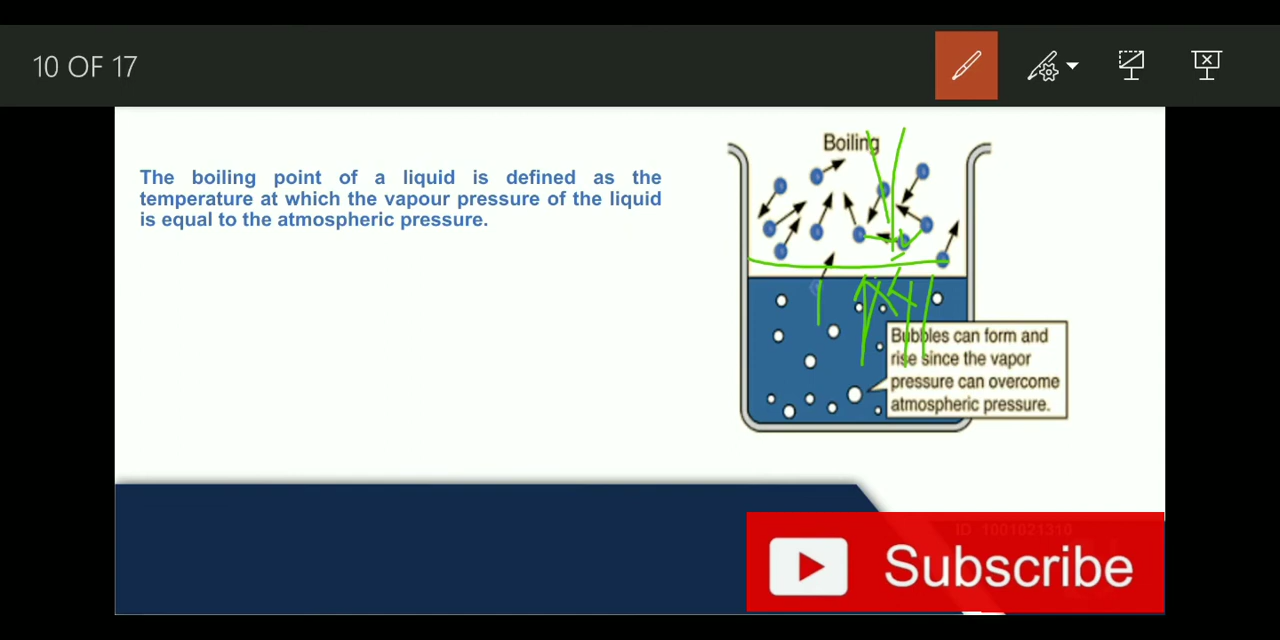 10 OF 17
Boiling
The boiling point of a liquid is defined as the
temperature at which the vapour pressure of the liquid
is equal to the atmospheric pressure.
Bubbles can form and
rise since the vapor
pressure can overcome
atmospheric pressure.
ID 1001021310
Subscribe